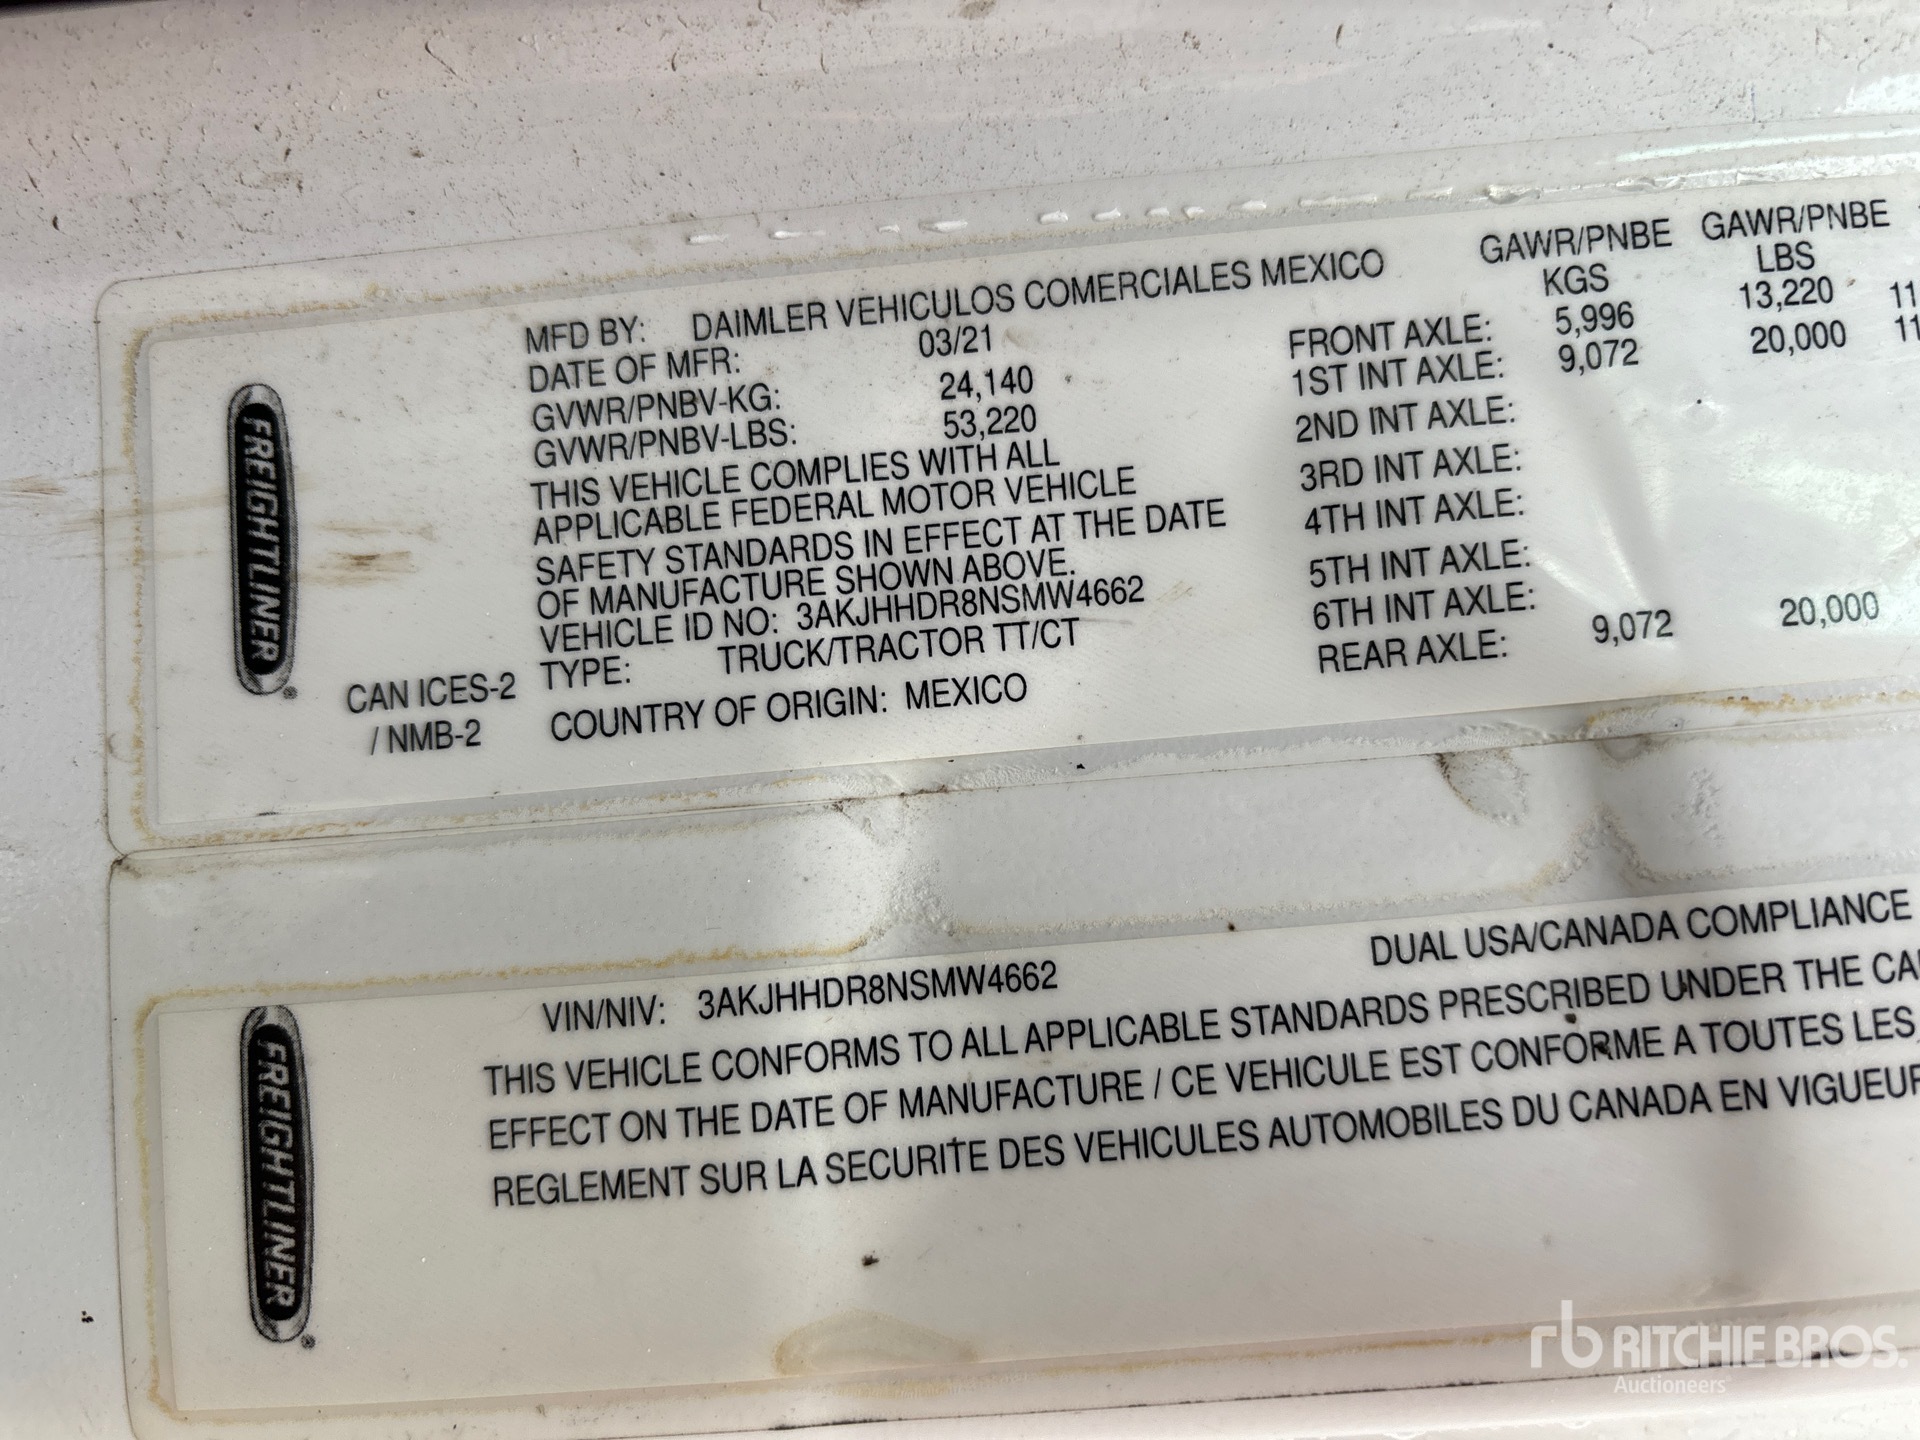 FREIGHTLINER
CAN ICES-2
/ NMB-2
MFD BY: DAIMLER VEHICULOS COMERCIALES MEXICO
DATE OF MFR: 03/21
GVWR/PNBV-KG: 24,140
GVWR/PNBV-LBS: 53,220
THIS VEHICLE COMPLIES WITH ALL
APPLICABLE FEDERAL MOTOR VEHICLE
SAFETY STANDARDS IN EFFECT AT THE DATE
OF MANUFACTURE SHOWN ABOVE.
VEHICLE ID NO: 3AKJHHDR8NSMW4662
TYPE: TRUCK/TRACTOR TT/CT
COUNTRY OF ORIGIN: MEXICO
GAWR/PNBE GAWR/PNBE
KGS LBS
FRONT AXLE: 5,996 13,220 11
1ST INT AXLE: 9,072 20,000 11
2ND INT AXLE:
3RD INT AXLE:
4TH INT AXLE:
5TH INT AXLE:
6TH INT AXLE:
REAR AXLE: 9,072 20,000
FREIGHTLINER
VIN/NIV: 3AKJHHDR8NSMW4662 DUAL USA/CANADA COMPLIANCE
THIS VEHICLE CONFORMS TO ALL APPLICABLE STANDARDS PRESCRIBED UNDER THE CA
EFFECT ON THE DATE OF MANUFACTURE / CE VEHICULE EST CONFORME A TOUTES LES
REGLEMENT SUR LA SECURITE DES VEHICULES AUTOMOBILES DU CANADA EN VIGUEUR
rb RITCHIE BROS.
Auctioneers